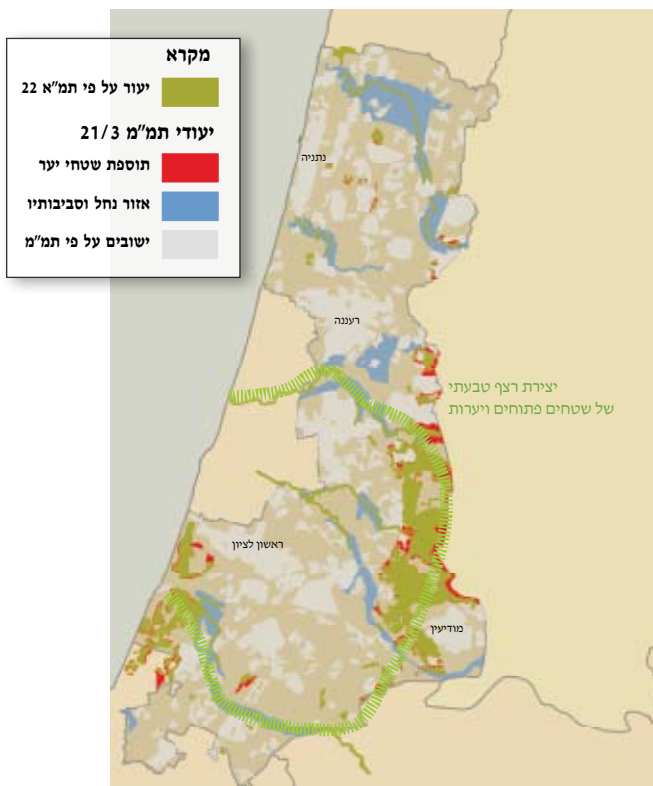 מקרא
יעור על פי תמ"א 22
יעודי תמ"מ 21/3
תוספת שטחי יער
אזור נחל וסביבותיו
ישובים על פי תמ"מ
נתניה
רעננה
יצירת רצף טבעתי
של שטחים פתוחים ויערות
ראשון לציון
מודיעין